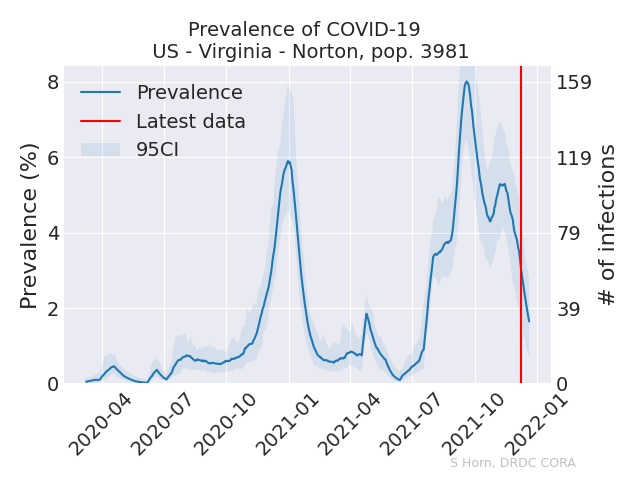 Prevalence of COVID-19
US - Virginia - Norton, pop. 3981
Prevalence
Latest data
95CI
Prevalence (%)
8
6
4
2
0
# of infections
159
119
79
39
0
2020-04
2020-07
2020-10
2021-01
2021-04
2021-07
2021-10
2022-01
S Horn, DRDC CORA